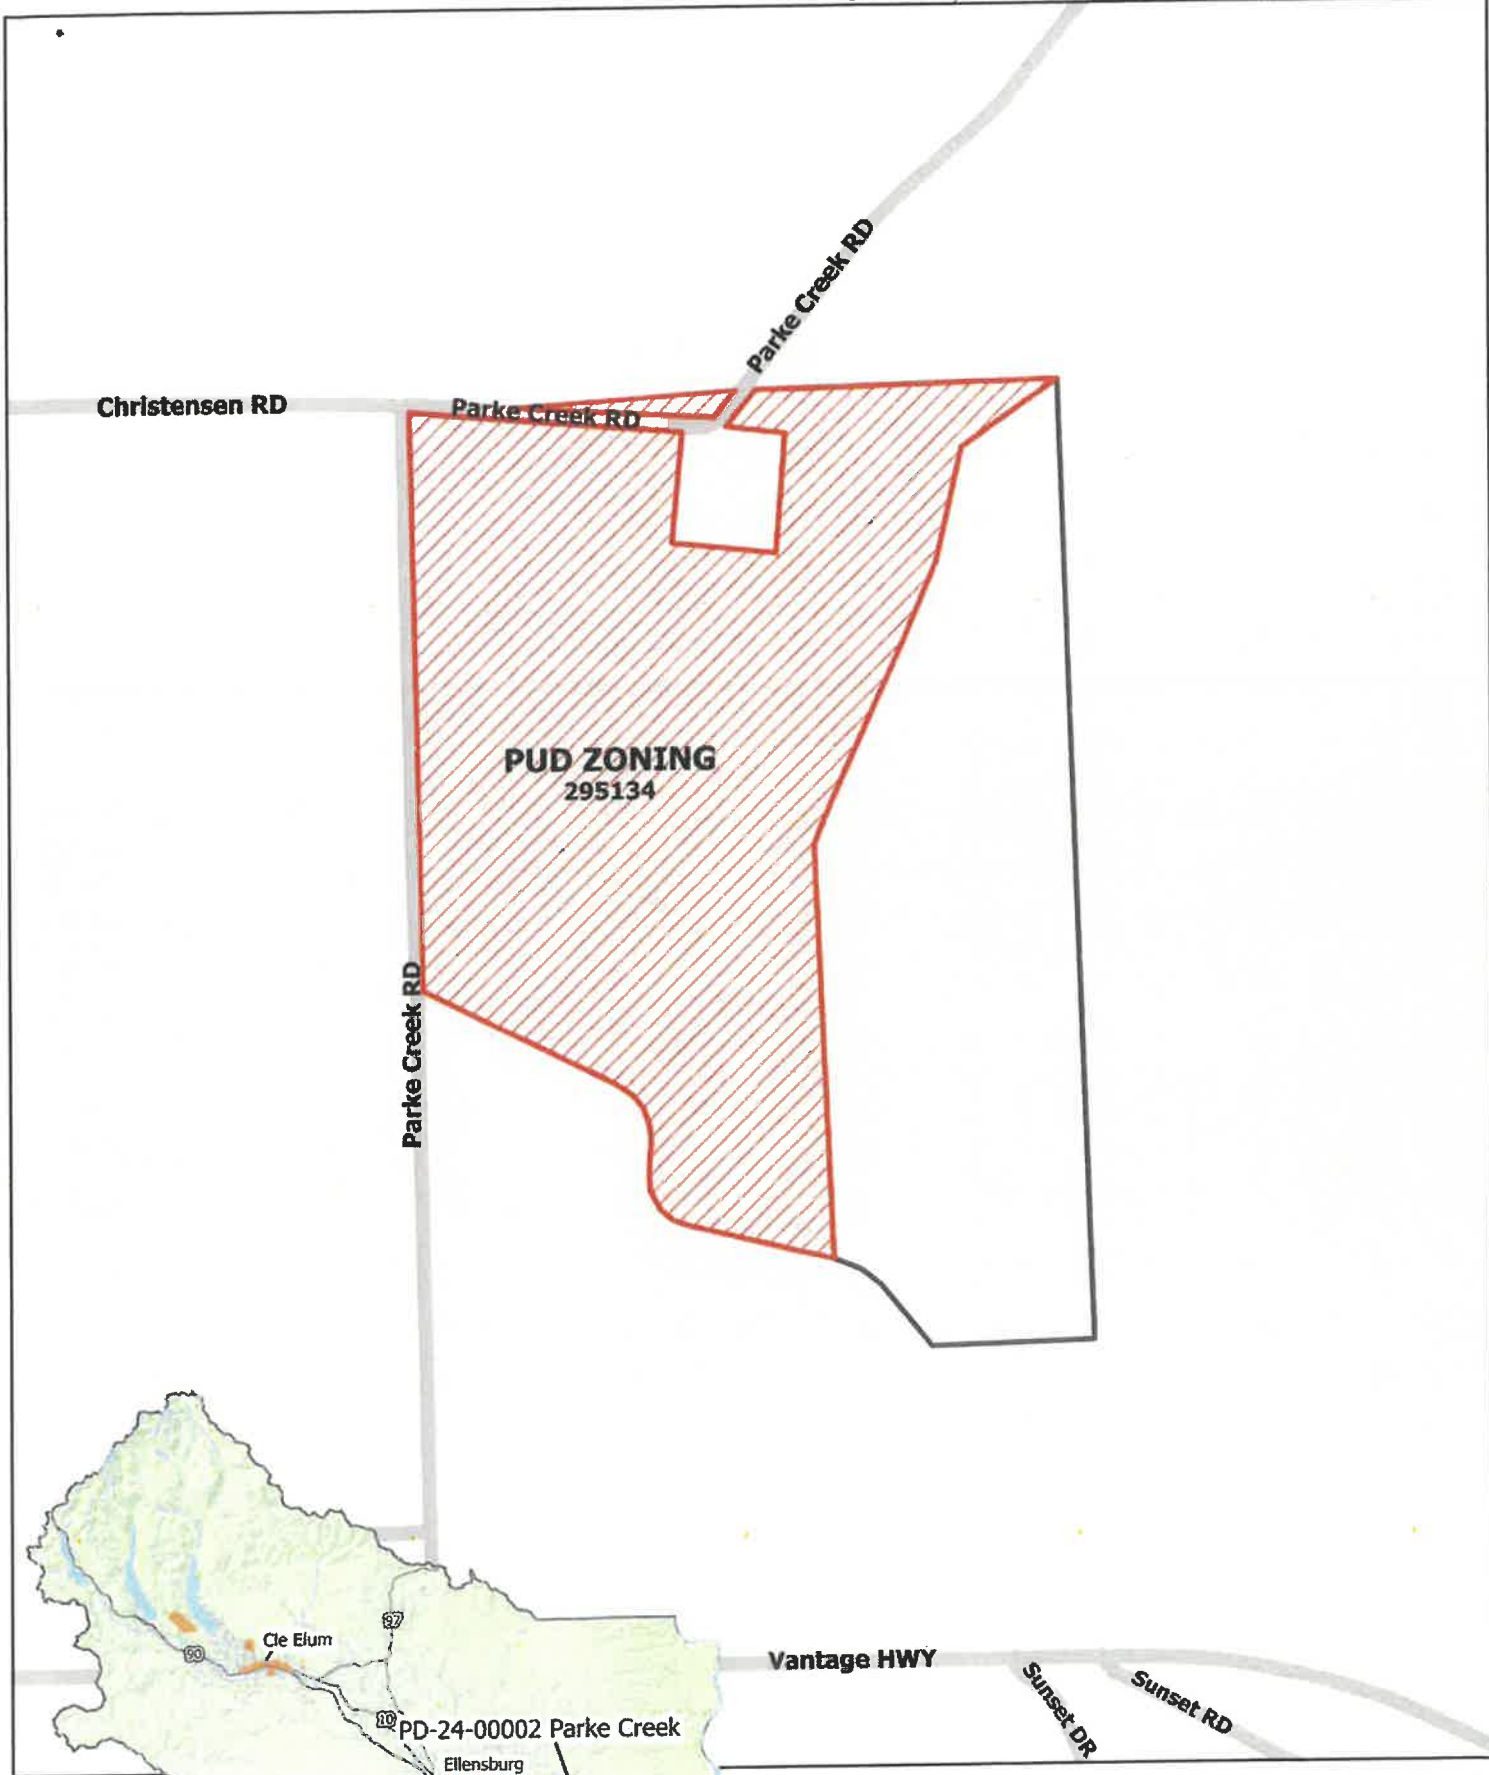 Parke Creek RD
Christensen RD
Parke Creek RD
PUD ZONING
295134
Parke Creek RD
97
Cle Elum
90
Vantage HWY
Sunset DR
Sunset RD
10
PD-24-00002 Parke Creek
Ellensburg